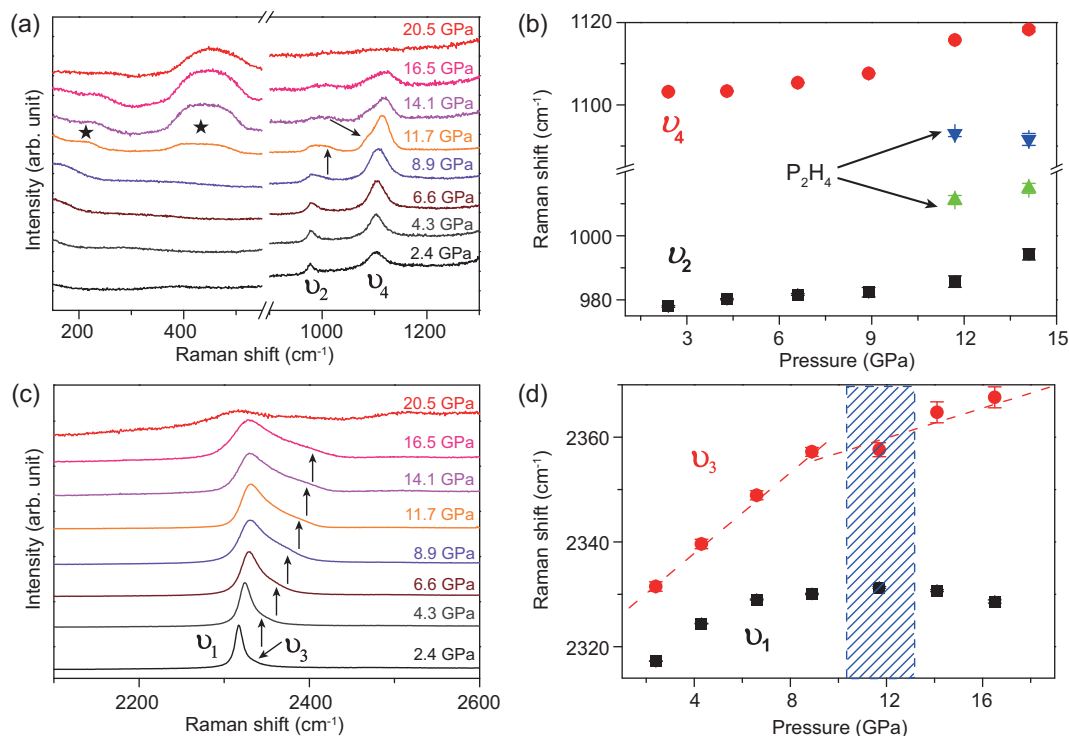 (a)
20.5 GPa
16.5 GPa
14.1 GPa
11.7 GPa
8.9 GPa
6.6 GPa
4.3 GPa
2.4 GPa
★
★
υ2
υ4
Intensity (arb. unit)
200 400 1000 1200
Raman shift (cm-1)
(b)
1120
1100
1000
980
υ4
P2H4
υ2
Raman shift (cm-1)
3 6 9 12 15
Pressure (GPa)
(c)
20.5 GPa
16.5 GPa
14.1 GPa
11.7 GPa
8.9 GPa
6.6 GPa
4.3 GPa
2.4 GPa
υ1
υ3
Intensity (arb. unit)
2200 2400 2600
Raman shift (cm-1)
(d)
2360
2340
2320
υ3
υ1
Raman shift (cm-1)
4 8 12 16
Pressure (GPa)